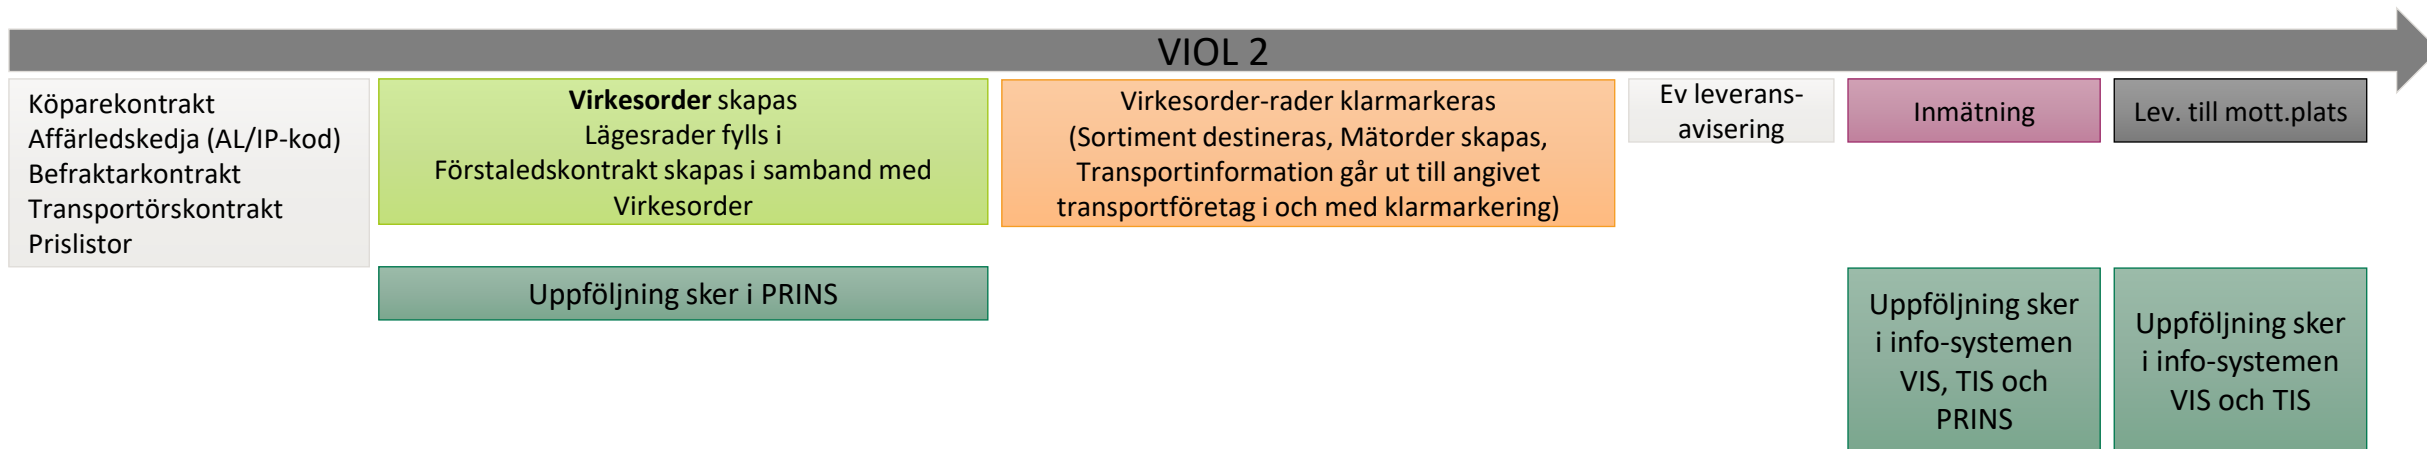 VIOL 2
Köparekontrakt
Affärledskedja (AL/IP-kod)
Befraktarkontrakt
Transportörskontrakt
Prislistor
Virkesorder skapas
Lägesrader fylls i
Förstaledskontrakt skapas i samband med
Virkesorder
Virkesorder-rader klarmarkeras
(Sortiment destineras, Mätorder skapas,
Transportinformation går ut till angivet
transportföretag i och med klarmarkering)
Ev leverans-
avisering
Inmätning
Lev. till mott.plats
Uppföljning sker i PRINS
Uppföljning sker
i info-systemen
VIS, TIS och
PRINS
Uppföljning sker
i info-systemen
VIS och TIS